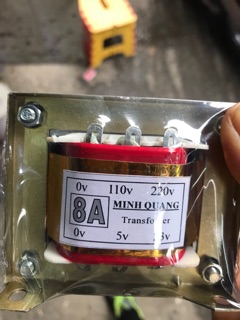 0v 110v 220v
8A MINH QUANG
Transformer
0v 5v